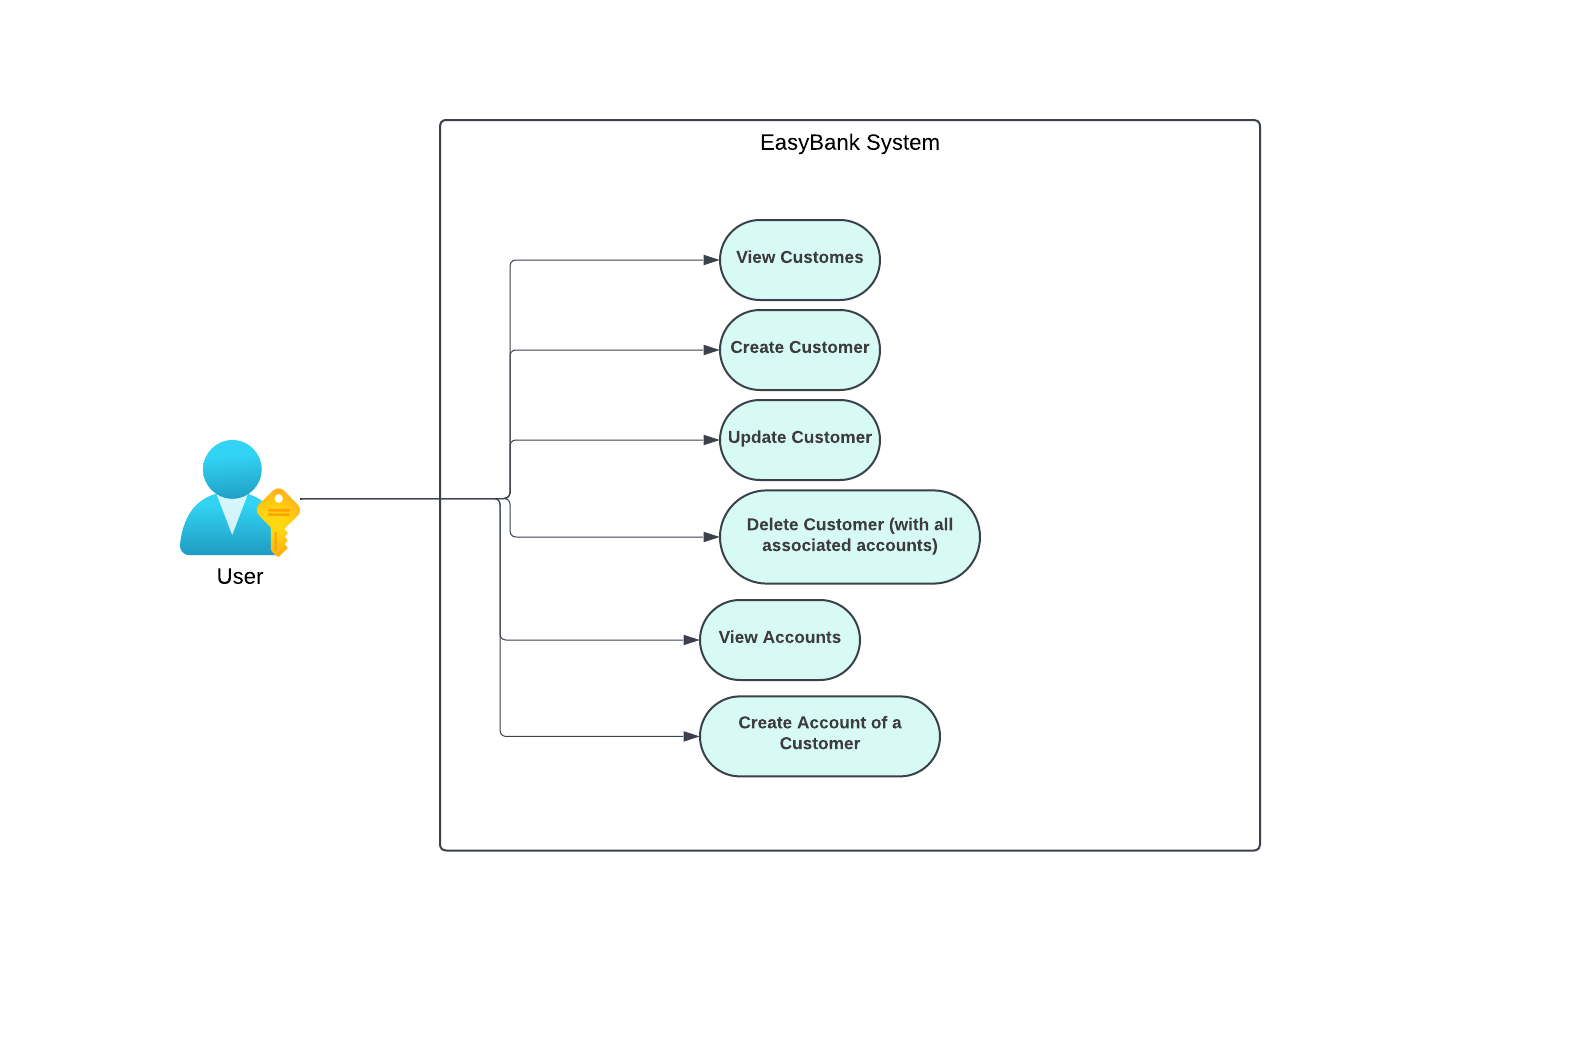 EasyBank System
View Customes
Create Customer
Update Customer
Delete Customer (with all
associated accounts)
User
View Accounts
Create Account of a
Customer